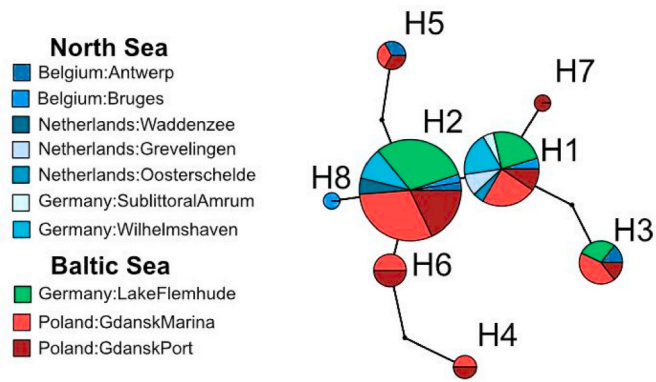 North Sea
Belgium:Antwerp
Belgium:Bruges
Netherlands:Waddenzee
Netherlands:Grevelingen
Netherlands:Oosterschelde
Germany:SublittoralAmrum
Germany:Wilhelmshaven
Baltic Sea
Germany:LakeFlemhude
Poland:GdanskMarina
Poland:GdanskPort
H5
H7
H2
H1
H8
H3
H6
H4